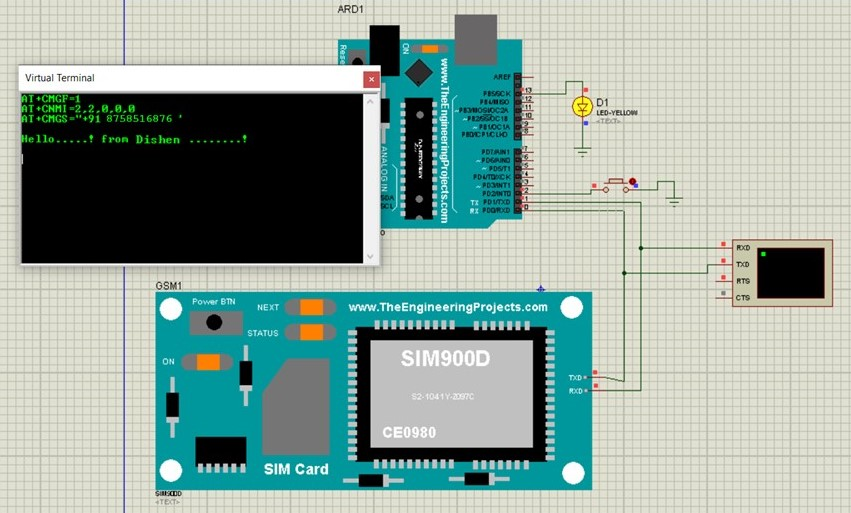 ARD1
Virtual Terminal
AT+CMGF=1
AT+CNMI=2,2,0,0,0
AT+CMGS="+91 8758516876 '
Hello.....! from Dishen ........!
Rese
ON
www.TheEngineeringProjects.com
ANALOG IN
AREF
13
PB5/SCK
12
PB4/MISO
11
PB3/MOSI/OC2A
10
~ PB2/SS/OC1B
9
~ PB1/OC1A
8
PB0/ICP1/CLKO
7
PD7/AIN1
6
~ PD6/AIN0
5
~ PD5/T1
4
PD4/T0/XCK
3
~ PD3/INT1
2
PD2/INT0
1
TX PD1/TXD
0
RX PD0/RXD
D1
LED-YELLOW
<TEXT>
RXD
TXD
RTS
CTS
GSM1
Power BTN
NEXT
www.TheEngineeringProjects.com
STATUS
ON
SIM900D
S2-1041Y-Z097C
CE0980
SIM Card
TXD
RXD
SIM900D
<TEXT>